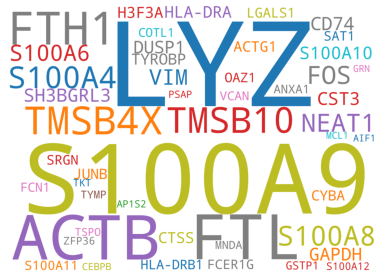 H3F3A HLA-DRA LGALS1
FTH1 LYZ CD74
COTL1 SAT1
DUSP1 ACTG1 S100A10
S100A6 TYROBP GRN
S100A4 VIM OAZ1 FOS
SH3BGRL3 PSAP ANXA1
VCAN CST3
TMSB4X TMSB10 NEAT1
MCL1 AIF1
S100A9
SRGN
JUNB
FCN1 TKT
TYMP CYBA
AP1S2
ACTB FTL S100A8
TSPO CTSS
ZFP36 MNDA
GAPDH
S100A11 CEBPB HLA-DRB1 FCER1G GSTP1 S100A12